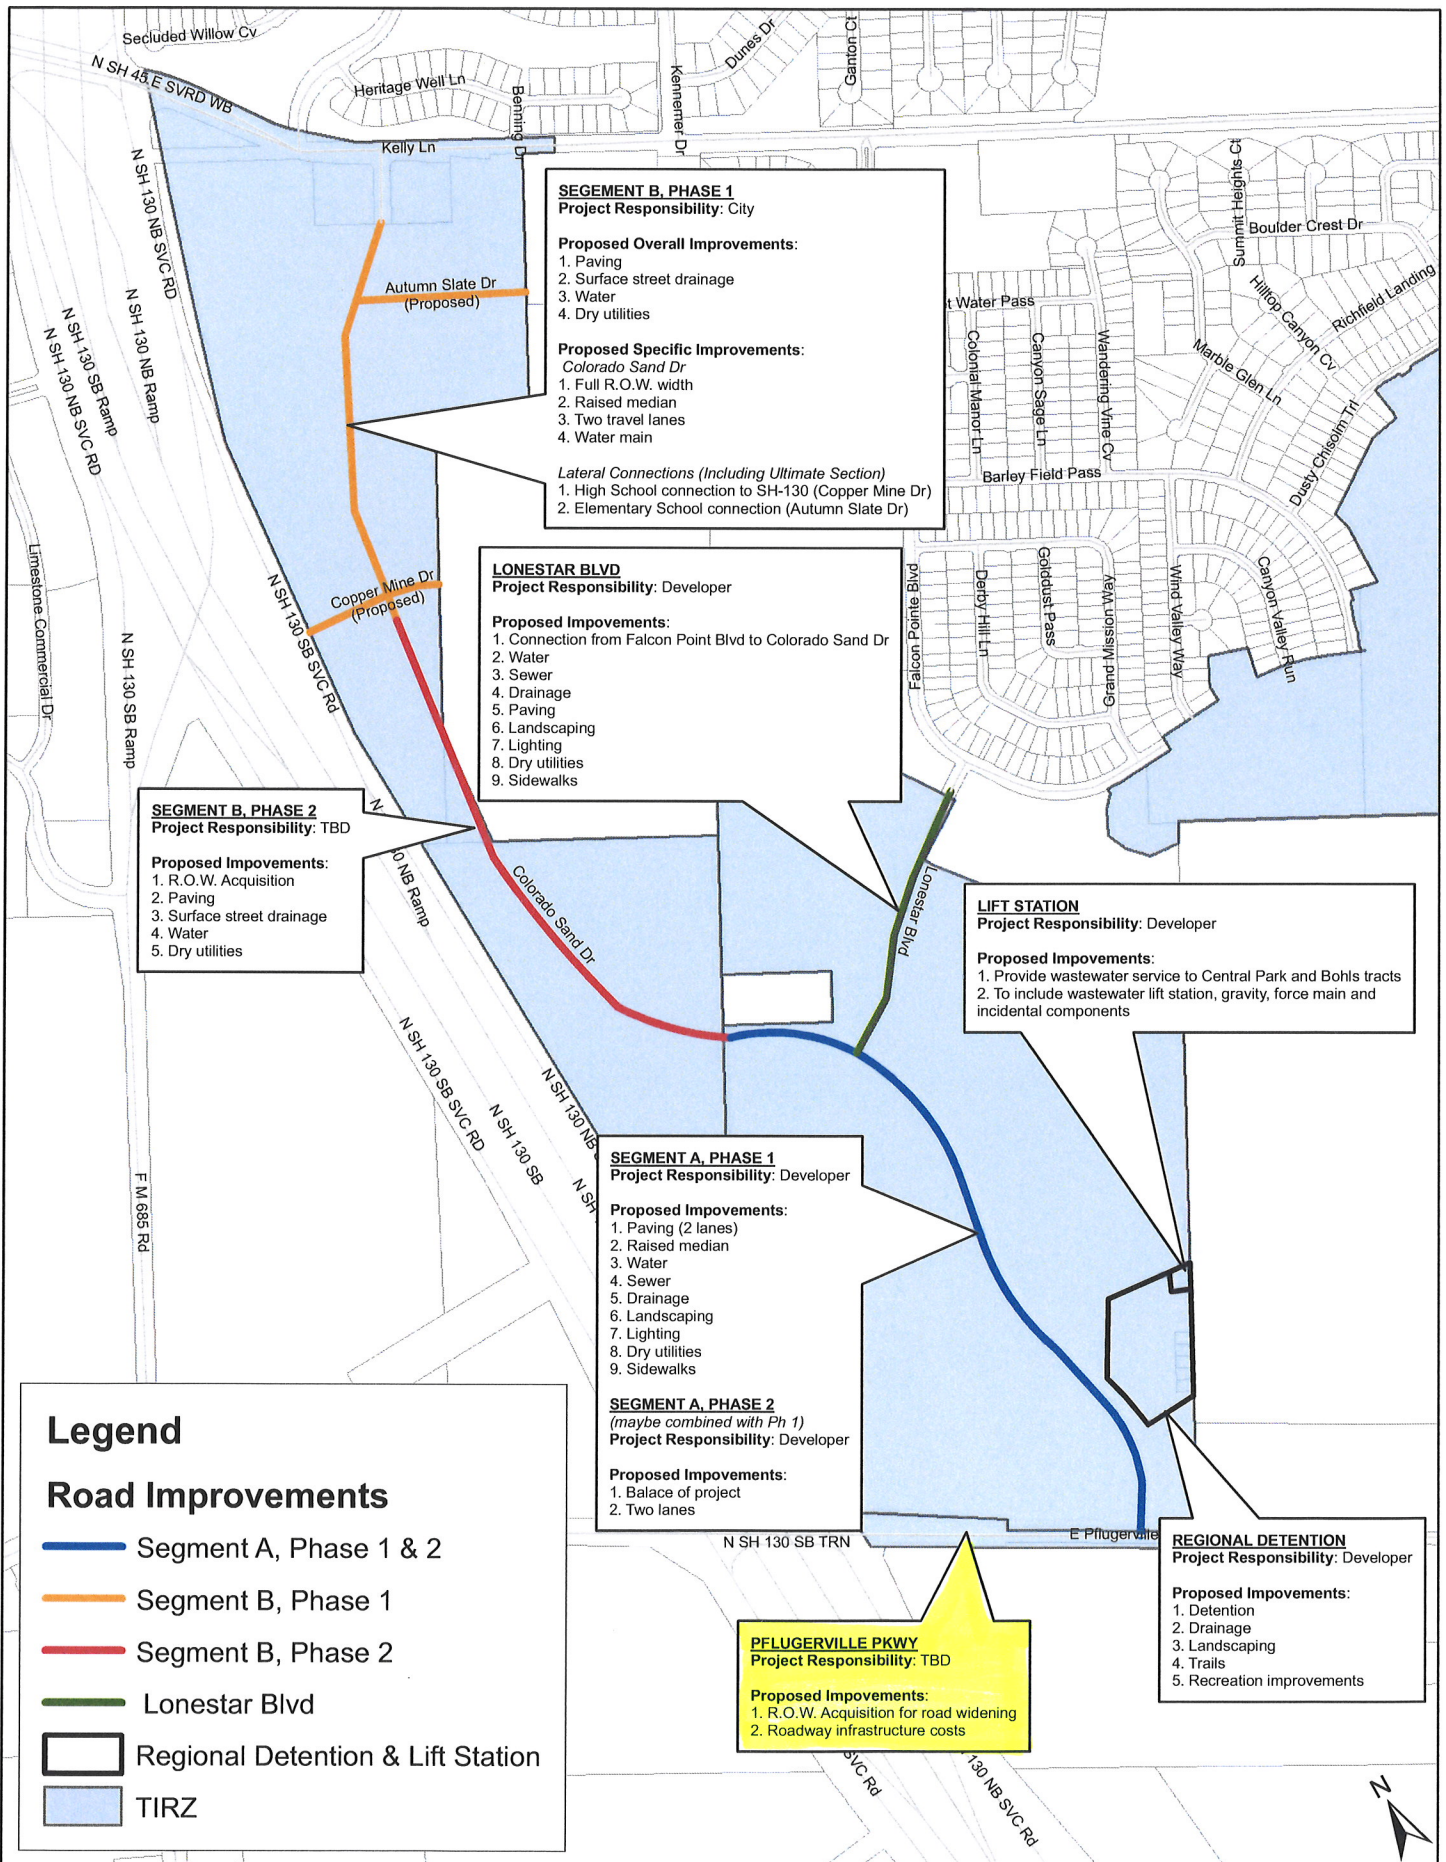 Secluded Willow Cv
N SH 45 E SVRD WB
Heritage Well Ln
Benning Dr
Kennemer Dr
Dunes Dr
Ganton Ct
Kelly Ln
N SH 130 NB SVC RD
N SH 130 NB Ramp
N SH 130 SB Ramp
N SH 130 NB SVC RD
SEGEMENT B, PHASE 1
Project Responsibility: City
Proposed Overall Improvements:
1. Paving
2. Surface street drainage
3. Water
4. Dry utilities
Proposed Specific Improvements:
Colorado Sand Dr
1. Full R.O.W. width
2. Raised median
3. Two travel lanes
4. Water main
Lateral Connections (Including Ultimate Section)
1. High School connection to SH-130 (Copper Mine Dr)
2. Elementary School connection (Autumn Slate Dr)
Autumn Slate Dr
(Proposed)
Summit Heights Ct
Boulder Crest Dr
Hilltop Canyon Cv
Richfield Landing
Marble Glen Ln
Dusty Chisolm Trl
t Water Pass
Colonial Manor Ln
Canyon Sage Ln
Wandering Vine Cv
Barley Field Pass
Limestone Commercial Dr
N SH 130 SB Ramp
N SH 130 SB SVC Rd
Copper Mine Dr
(Proposed)
LONESTAR BLVD
Project Responsibility: Developer
Proposed Impovements:
1. Connection from Falcon Point Blvd to Colorado Sand Dr
2. Water
3. Sewer
4. Drainage
5. Paving
6. Landscaping
7. Lighting
8. Dry utilities
9. Sidewalks
Falcon Pointe Blvd
Derby Hill Ln
Golddust Pass
Grand Mission Way
Wind Valley Way
Canyon Valley Run
SEGMENT B, PHASE 2
Project Responsibility: TBD
Proposed Impovements:
1. R.O.W. Acquisition
2. Paving
3. Surface street drainage
4. Water
5. Dry utilities
N
30 NB Ramp
Colorado Sand Dr
Lonestar Blvd
LIFT STATION
Project Responsibility: Developer
Proposed Impovements:
1. Provide wastewater service to Central Park and Bohls tracts
2. To include wastewater lift station, gravity, force main and
incidental components
N SH 130 SB SVC RD
N SH 130 SB
N SH 130 NB S
N SH
F M 685 Rd
SEGMENT A, PHASE 1
Project Responsibility: Developer
Proposed Impovements:
1. Paving (2 lanes)
2. Raised median
3. Water
4. Sewer
5. Drainage
6. Landscaping
7. Lighting
8. Dry utilities
9. Sidewalks
SEGMENT A, PHASE 2
(maybe combined with Ph 1)
Project Responsibility: Developer
Proposed Impovements:
1. Balace of project
2. Two lanes
N SH 130 SB TRN
E Pflugerville
REGIONAL DETENTION
Project Responsibility: Developer
Proposed Impovements:
1. Detention
2. Drainage
3. Landscaping
4. Trails
5. Recreation improvements
PFLUGERVILLE PKWY
Project Responsibility: TBD
Proposed Impovements:
1. R.O.W. Acquisition for road widening
2. Roadway infrastructure costs
SVC Rd
130 NB SVC Rd
Legend
Road Improvements
Segment A, Phase 1 & 2
Segment B, Phase 1
Segment B, Phase 2
Lonestar Blvd
Regional Detention & Lift Station
TIRZ
N